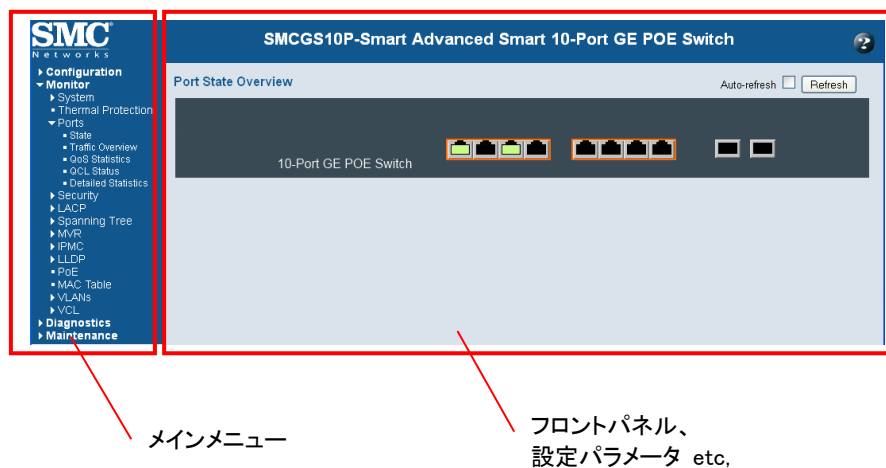 SMC
Networks
SMCGS10P-Smart Advanced Smart 10-Port GE POE Switch
?
Configuration
Monitor
System
Thermal Protection
Ports
State
Traffic Overview
QoS Statistics
QCL Status
Detailed Statistics
Security
LACP
Spanning Tree
MVR
IPMC
LLDP
PoE
MAC Table
VLANs
VCL
Diagnostics
Maintenance
Port State Overview
Auto-refresh
Refresh
10-Port GE POE Switch
メインメニュー
フロントパネル、
設定パラメータ etc,